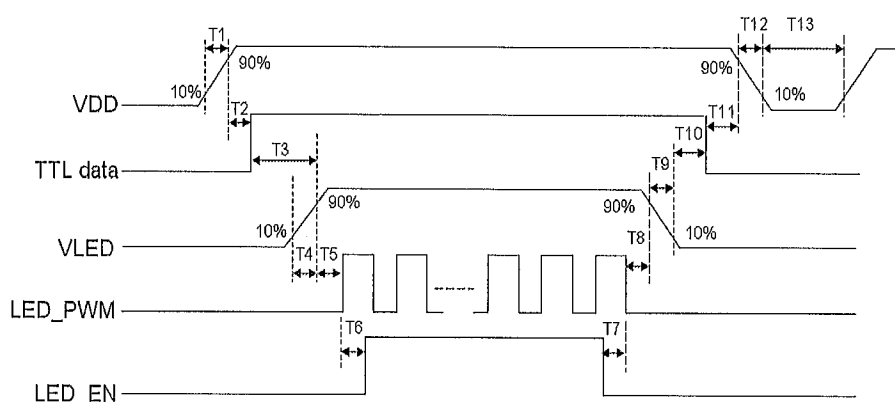 T1
T12
T13
90%
90%
10%
10%
VDD
T2
T11
T3
T10
TTL data
T9
90%
90%
10%
10%
VLED
T4
T5
T8
LED_PWM
T6
T7
LED_EN